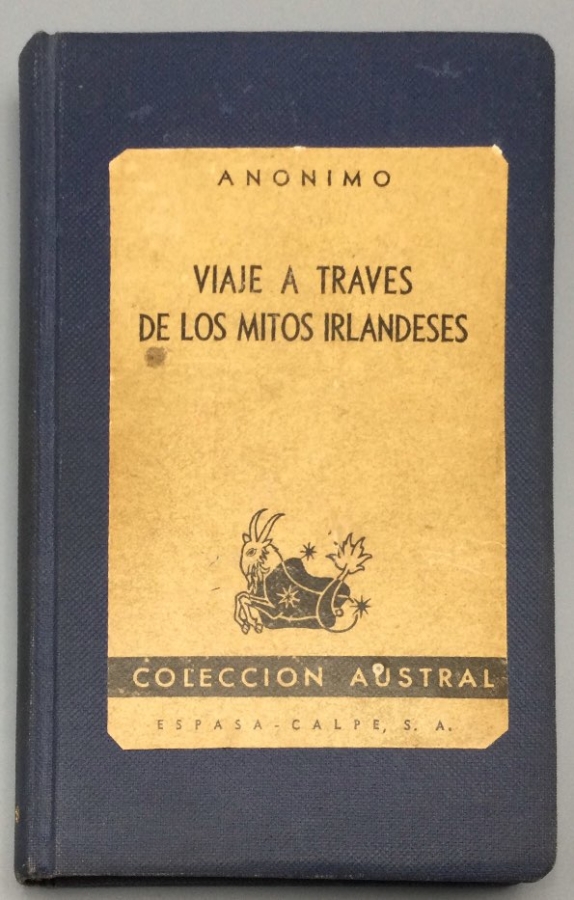 ANONIMO
VIAJE A TRAVES
DE LOS MITOS IRLANDESES
COLECCION AUSTRAL
ESPASA-CALPE, S. A.